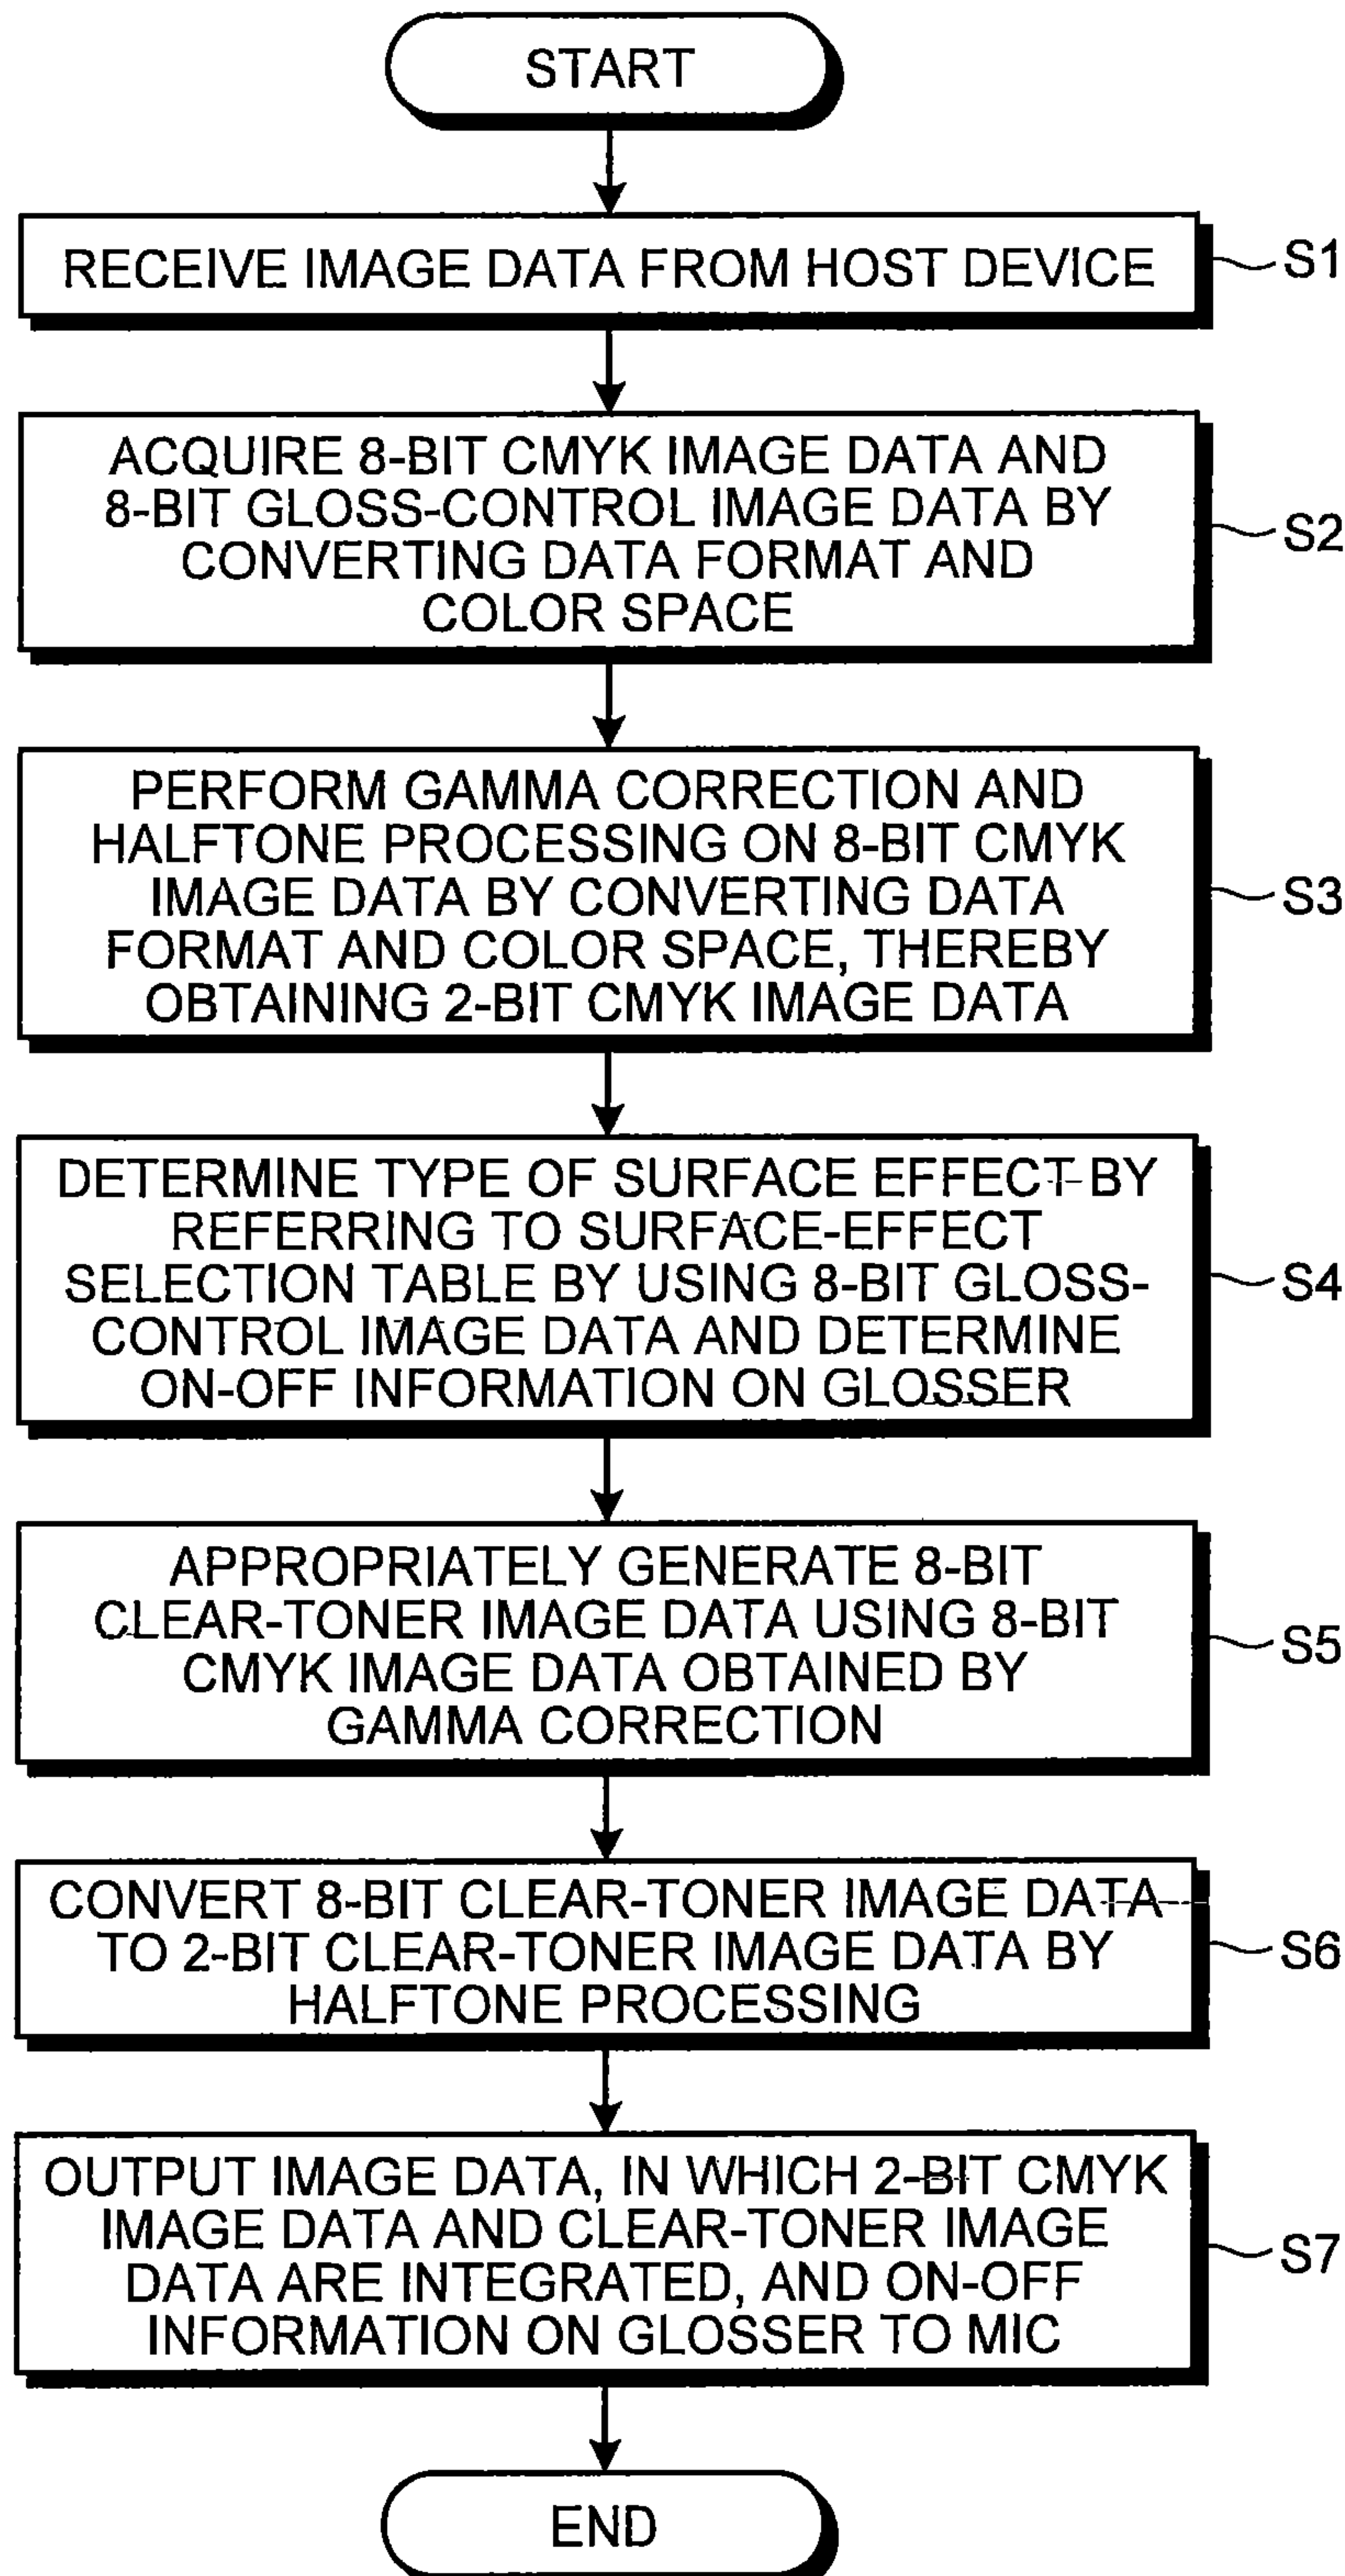 START
RECEIVE IMAGE DATA FROM HOST DEVICE
S1
ACQUIRE 8-BIT CMYK IMAGE DATA AND
8-BIT GLOSS-CONTROL IMAGE DATA BY
CONVERTING DATA FORMAT AND
COLOR SPACE
S2
PERFORM GAMMA CORRECTION AND
HALFTONE PROCESSING ON 8-BIT CMYK
IMAGE DATA BY CONVERTING DATA
FORMAT AND COLOR SPACE, THEREBY
OBTAINING 2-BIT CMYK IMAGE DATA
S3
DETERMINE TYPE OF SURFACE EFFECT BY
REFERRING TO SURFACE-EFFECT
SELECTION TABLE BY USING 8-BIT GLOSS-
CONTROL IMAGE DATA AND DETERMINE
ON-OFF INFORMATION ON GLOSSER
S4
APPROPRIATELY GENERATE 8-BIT
CLEAR-TONER IMAGE DATA USING 8-BIT
CMYK IMAGE DATA OBTAINED BY
GAMMA CORRECTION
S5
CONVERT 8-BIT CLEAR-TONER IMAGE DATA
TO 2-BIT CLEAR-TONER IMAGE DATA BY
HALFTONE PROCESSING
S6
OUTPUT IMAGE DATA, IN WHICH 2-BIT CMYK
IMAGE DATA AND CLEAR-TONER IMAGE
DATA ARE INTEGRATED, AND ON-OFF
INFORMATION ON GLOSSER TO MIC
S7
END